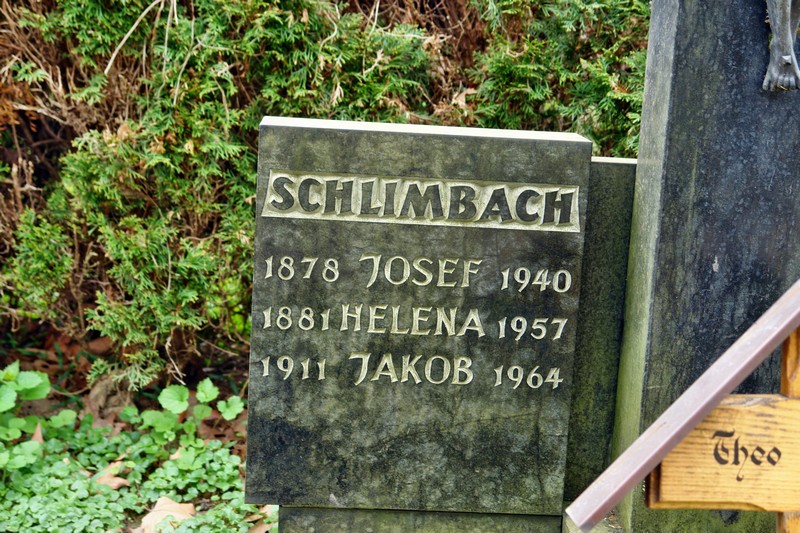 SCHLIMBACH
1878 JOSEF 1940
1881 HELENA 1957
1911 JAKOB 1964
Theo